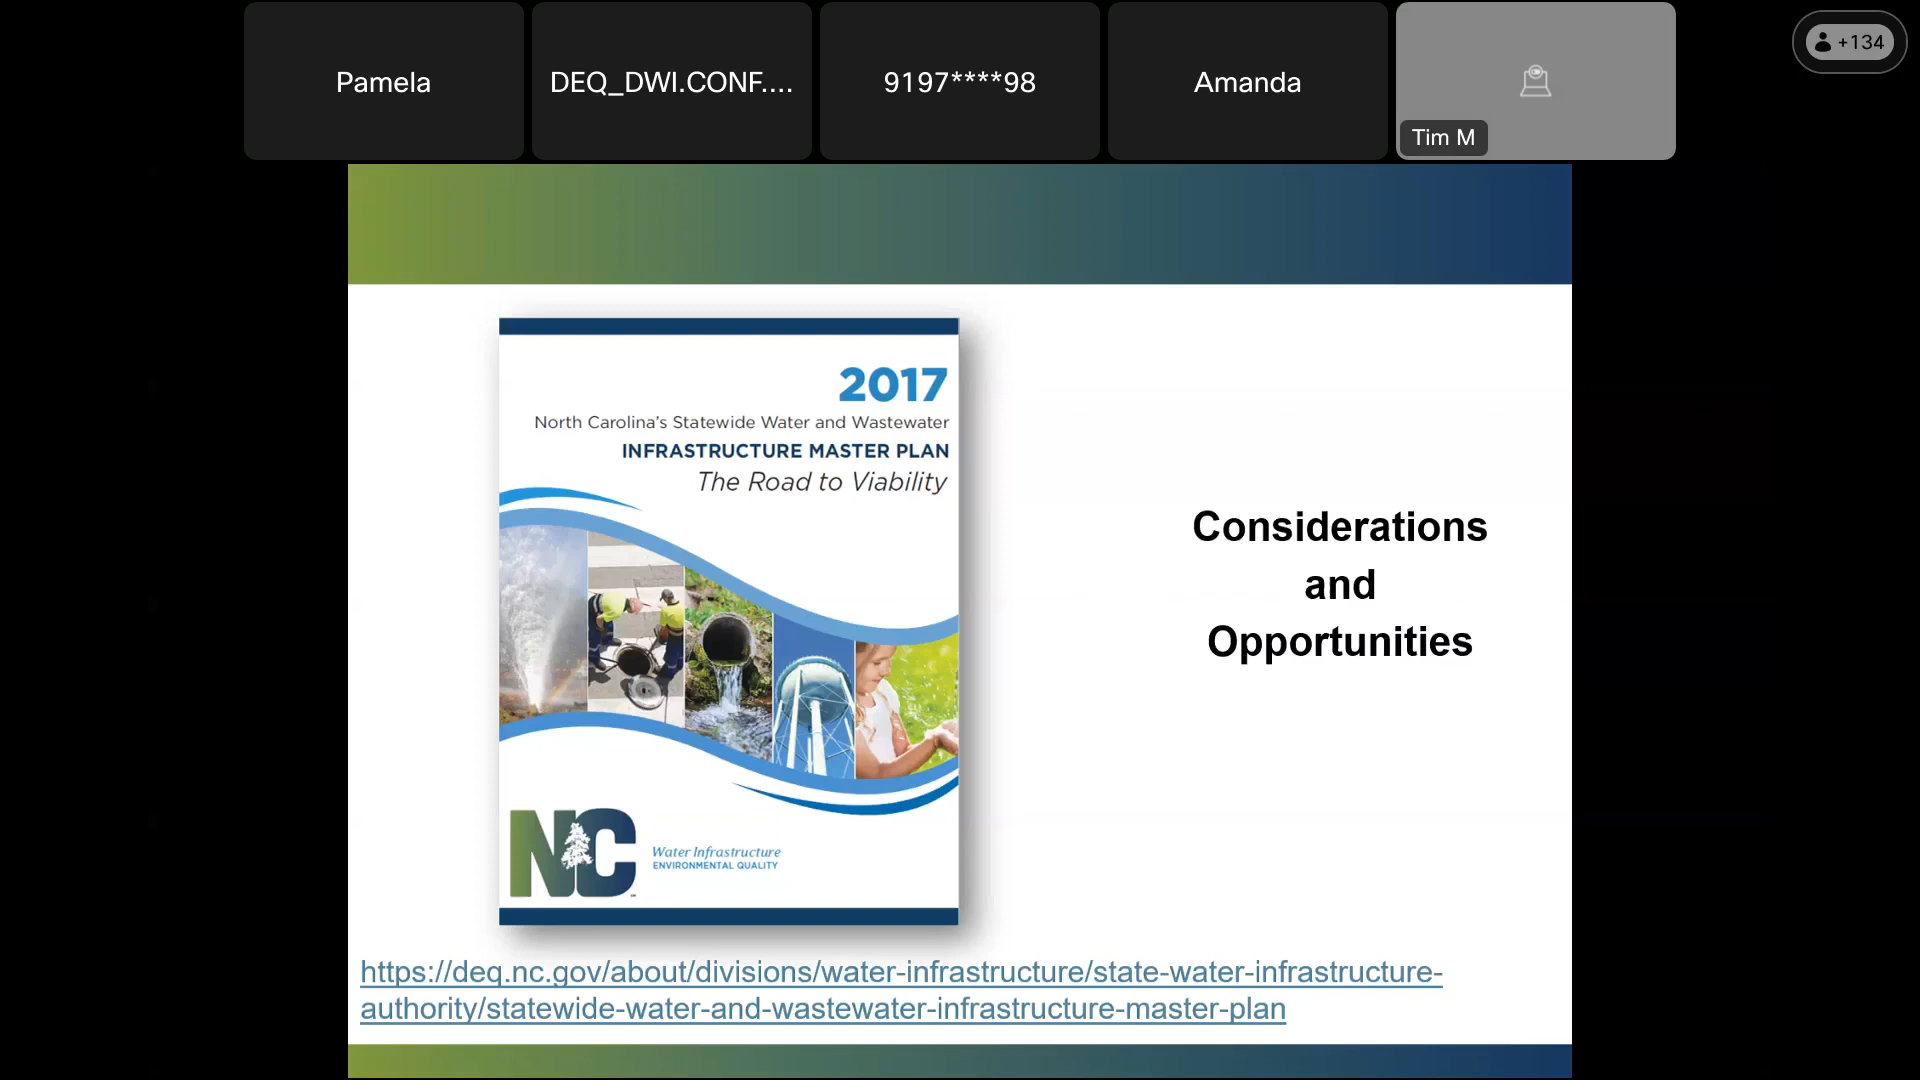 Pamela
DEQ_DWI.CONF....
9197****98
Amanda
Tim M
+134
2017
North Carolina's Statewide Water and Wastewater
INFRASTRUCTURE MASTER PLAN
The Road to Viability
Considerations
and
Opportunities
NC
Water Infrastructure
ENVIRONMENTAL QUALITY
https://deq.nc.gov/about/divisions/water-infrastructure/state-water-infrastructure-
authority/statewide-water-and-wastewater-infrastructure-master-plan